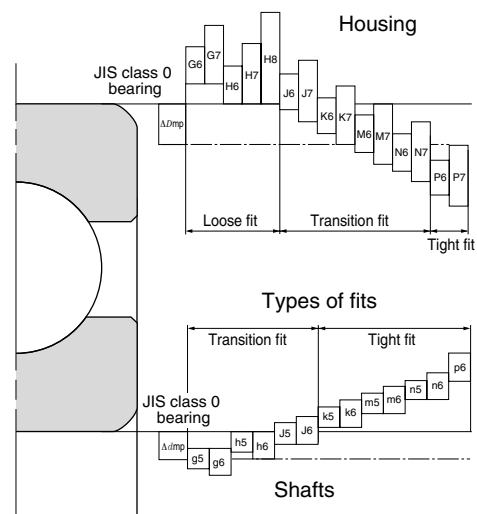 Housing
G6 G7 H6 H7 H8
JIS class 0
bearing
ΔDmp
J6 J7 K6 K7 M6 M7 N6 N7 P6 P7
Loose fit Transition fit
Tight fit
Types of fits
Transition fit Tight fit
JIS class 0
bearing
Δdmp
g5 g6 h5 h6 J5 J6 k5 k6 m5 m6 n5 n6 p6
Shafts